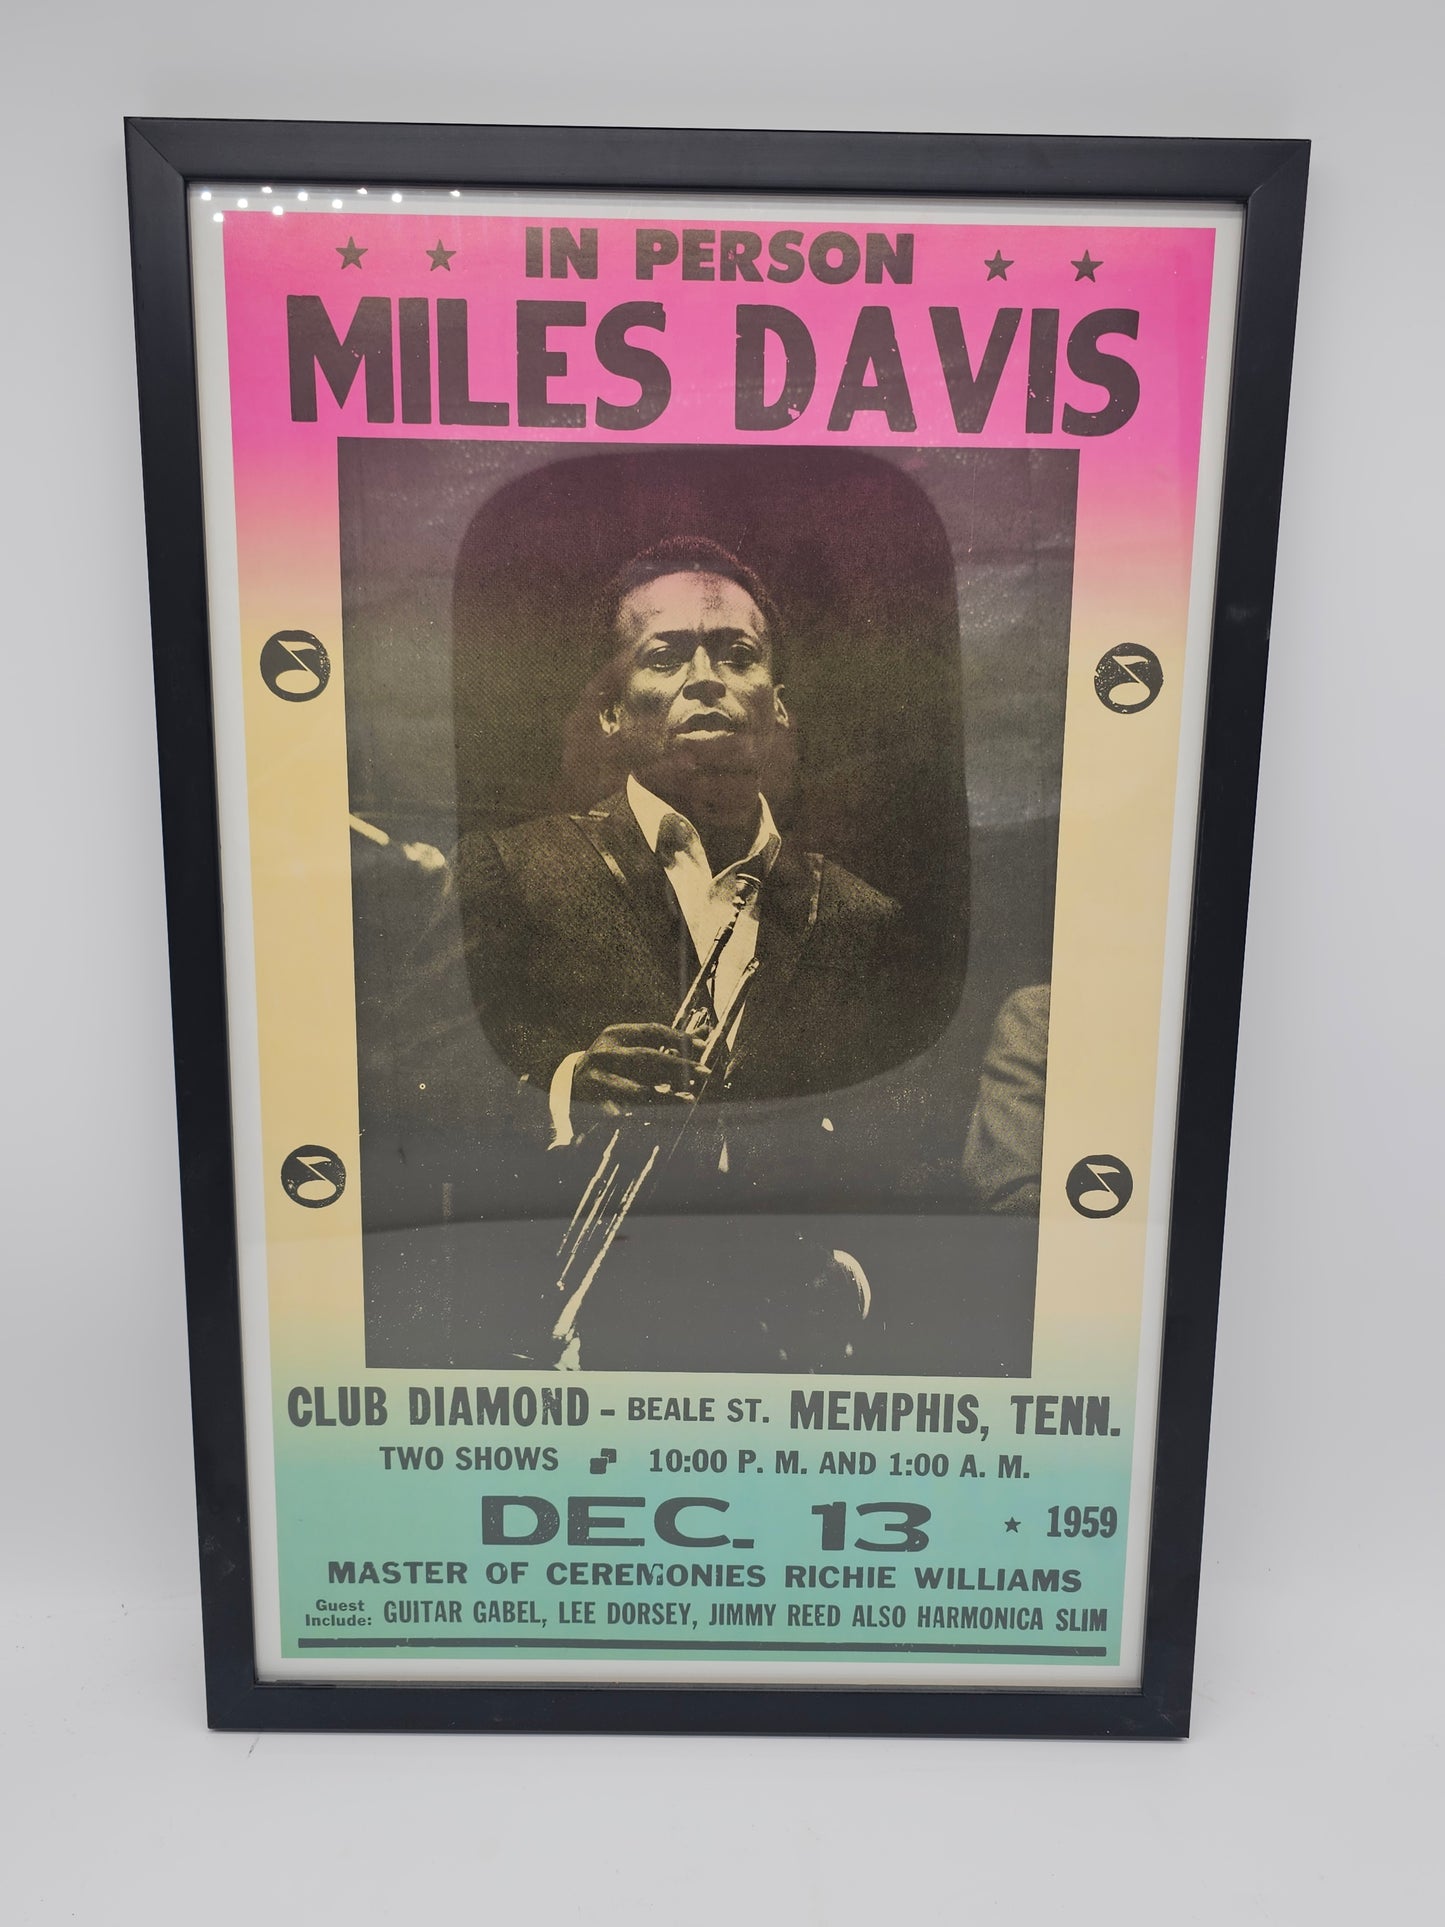 IN PERSON
MILES DAVIS
CLUB DIAMOND - BEALE ST. MEMPHIS, TENN.
TWO SHOWS 10:00 P. M. AND 1:00 A. M.
DEC. 13 ★ 1959
MASTER OF CEREMONIES RICHIE WILLIAMS
Guest Include: GUITAR GABEL, LEE DORSEY, JIMMY REED ALSO HARMONICA SLIM